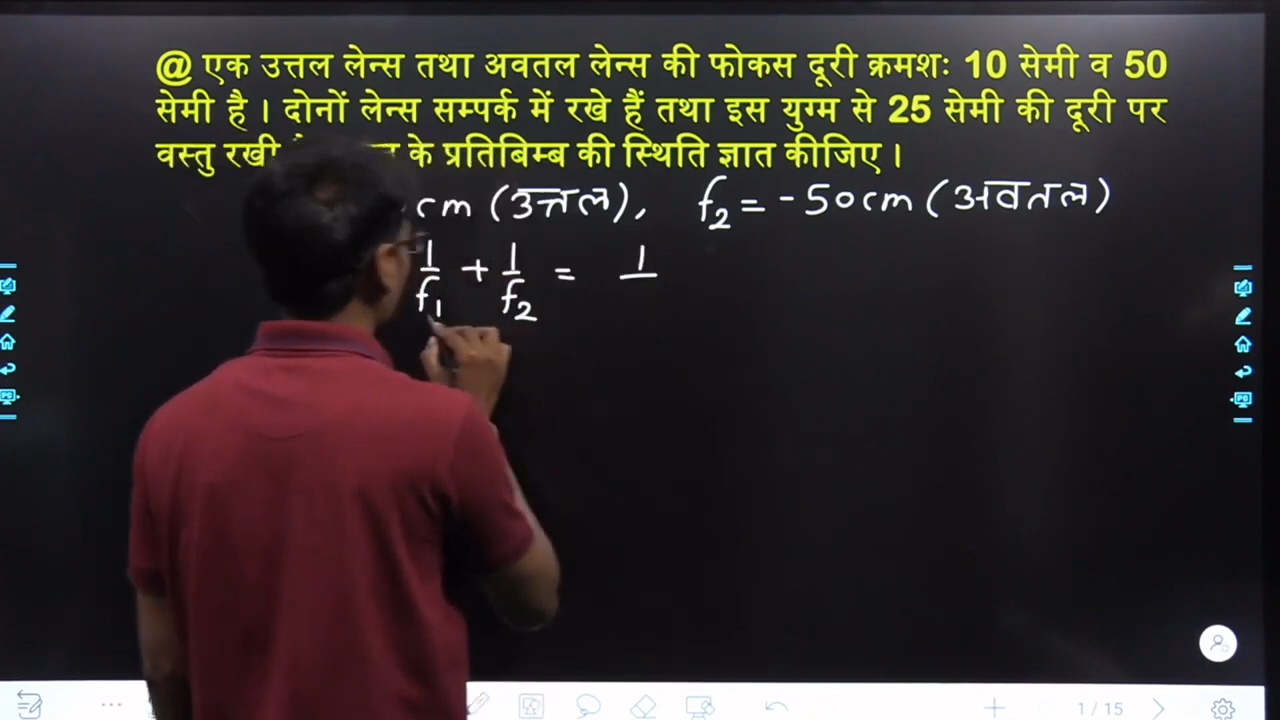 @ एक उत्तल लेन्स तथा अवतल लेन्स की फोकस दूरी क्रमशः 10 सेमी व 50
सेमी है । दोनों लेन्स सम्पर्क में रखे हैं तथा इस युग्म से 25 सेमी की दूरी पर
वस्तु रखी के प्रतिबिम्ब की स्थिति ज्ञात कीजिए ।
cm (उत्तल), f₂ = -50cm (अवतल)
1/f₁ + 1/f₂ = 1/
1 / 15